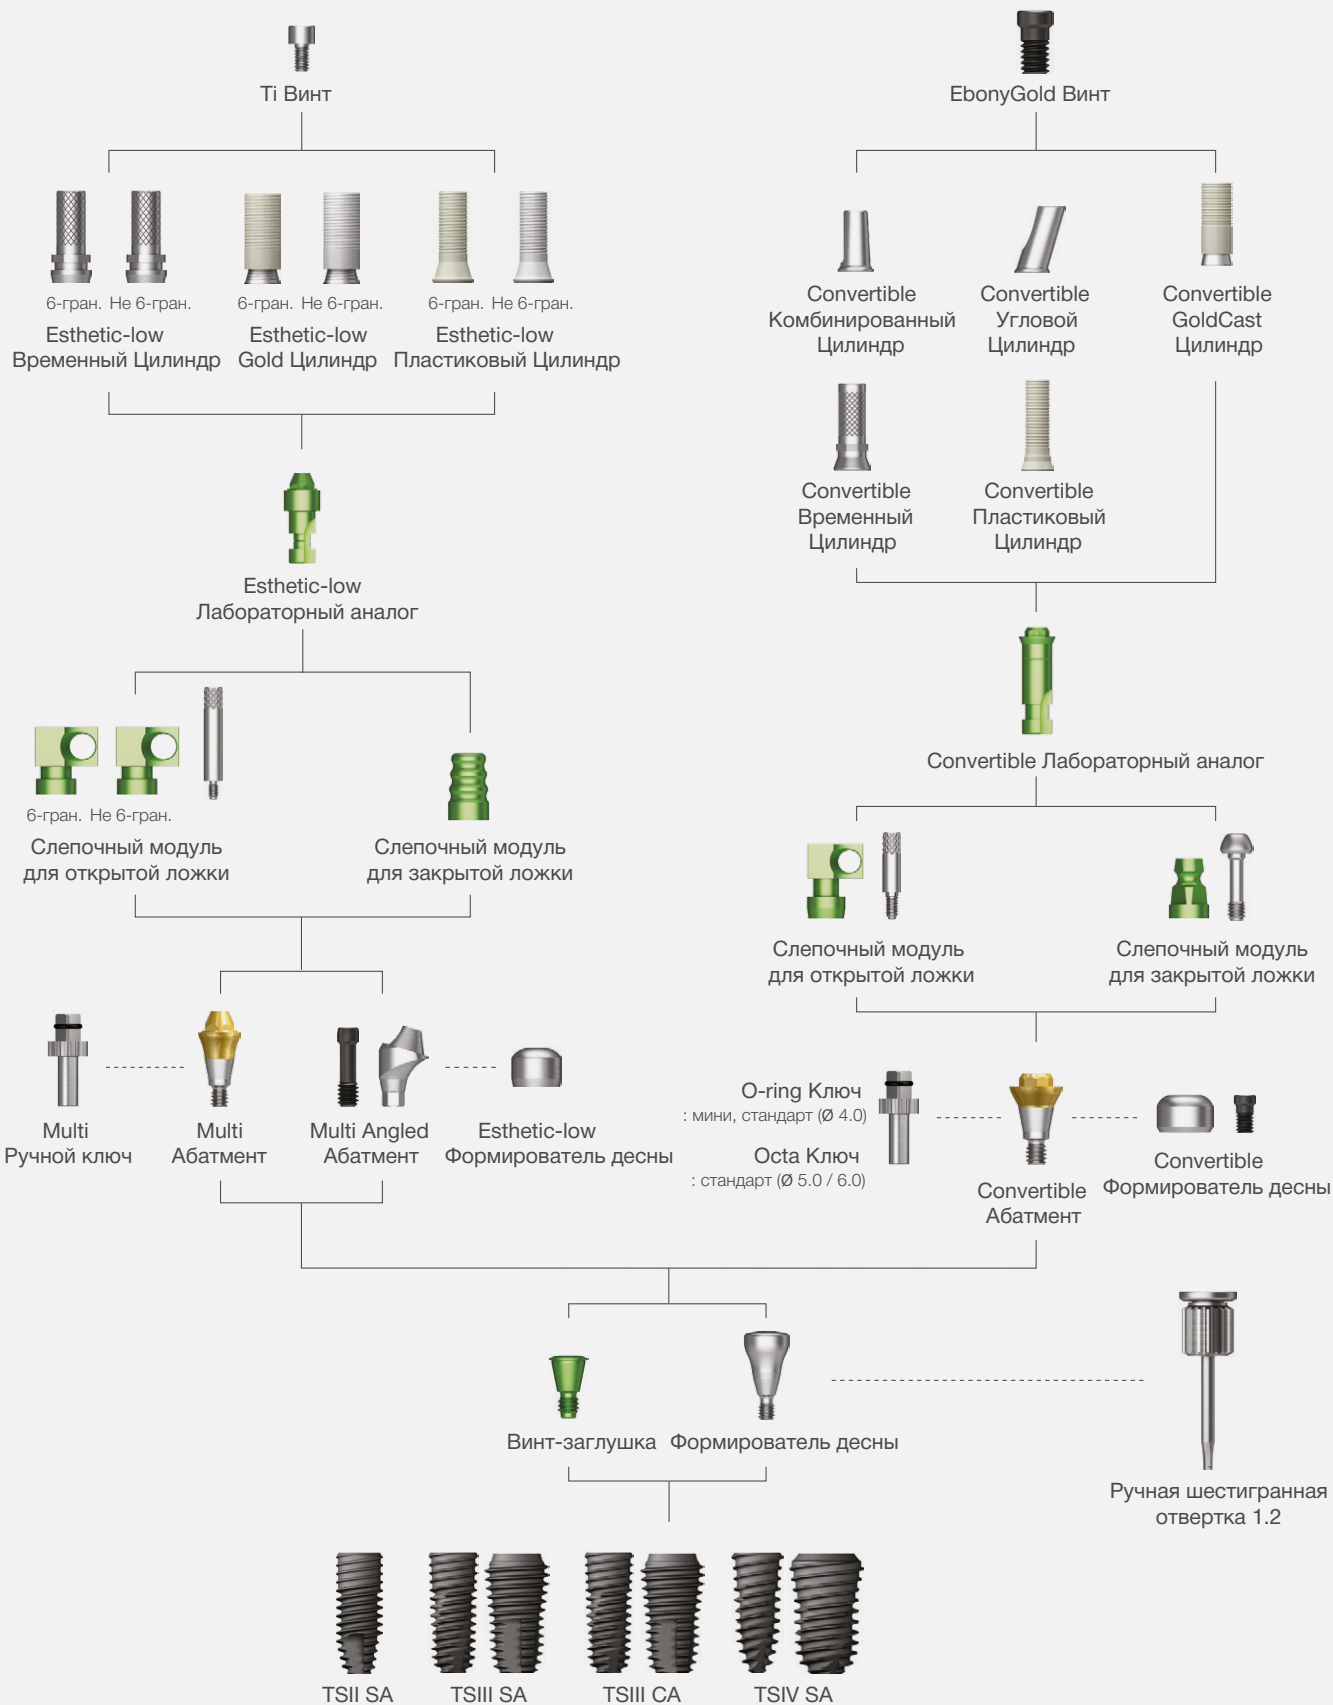 Ti Винт
EbonyGold Винт
6-гран. Не 6-гран.
6-гран. Не 6-гран.
6-гран. Не 6-гран.
Esthetic-low
Временный Цилиндр
Esthetic-low
Gold Цилиндр
Esthetic-low
Пластиковый Цилиндр
Convertible
Комбинированный
Цилиндр
Convertible
Угловой
Цилиндр
Convertible
GoldCast
Цилиндр
Convertible
Временный
Цилиндр
Convertible
Пластиковый
Цилиндр
Esthetic-low
Лабораторный аналог
Convertible Лабораторный аналог
6-гран. Не 6-гран.
Слепочный модуль
для открытой ложки
Слепочный модуль
для закрытой ложки
Слепочный модуль
для открытой ложки
Слепочный модуль
для закрытой ложки
Multi
Ручной ключ
Multi
Абатмент
Multi Angled
Абатмент
Esthetic-low
Формирователь десны
O-ring Ключ
: мини, стандарт (Ø 4.0)
Octa Ключ
: стандарт (Ø 5.0 / 6.0)
Convertible
Абатмент
Convertible
Формирователь десны
Винт-заглушка
Формирователь десны
Ручная шестигранная
отвертка 1.2
TSII SA
TSIII SA
TSIII CA
TSIV SA